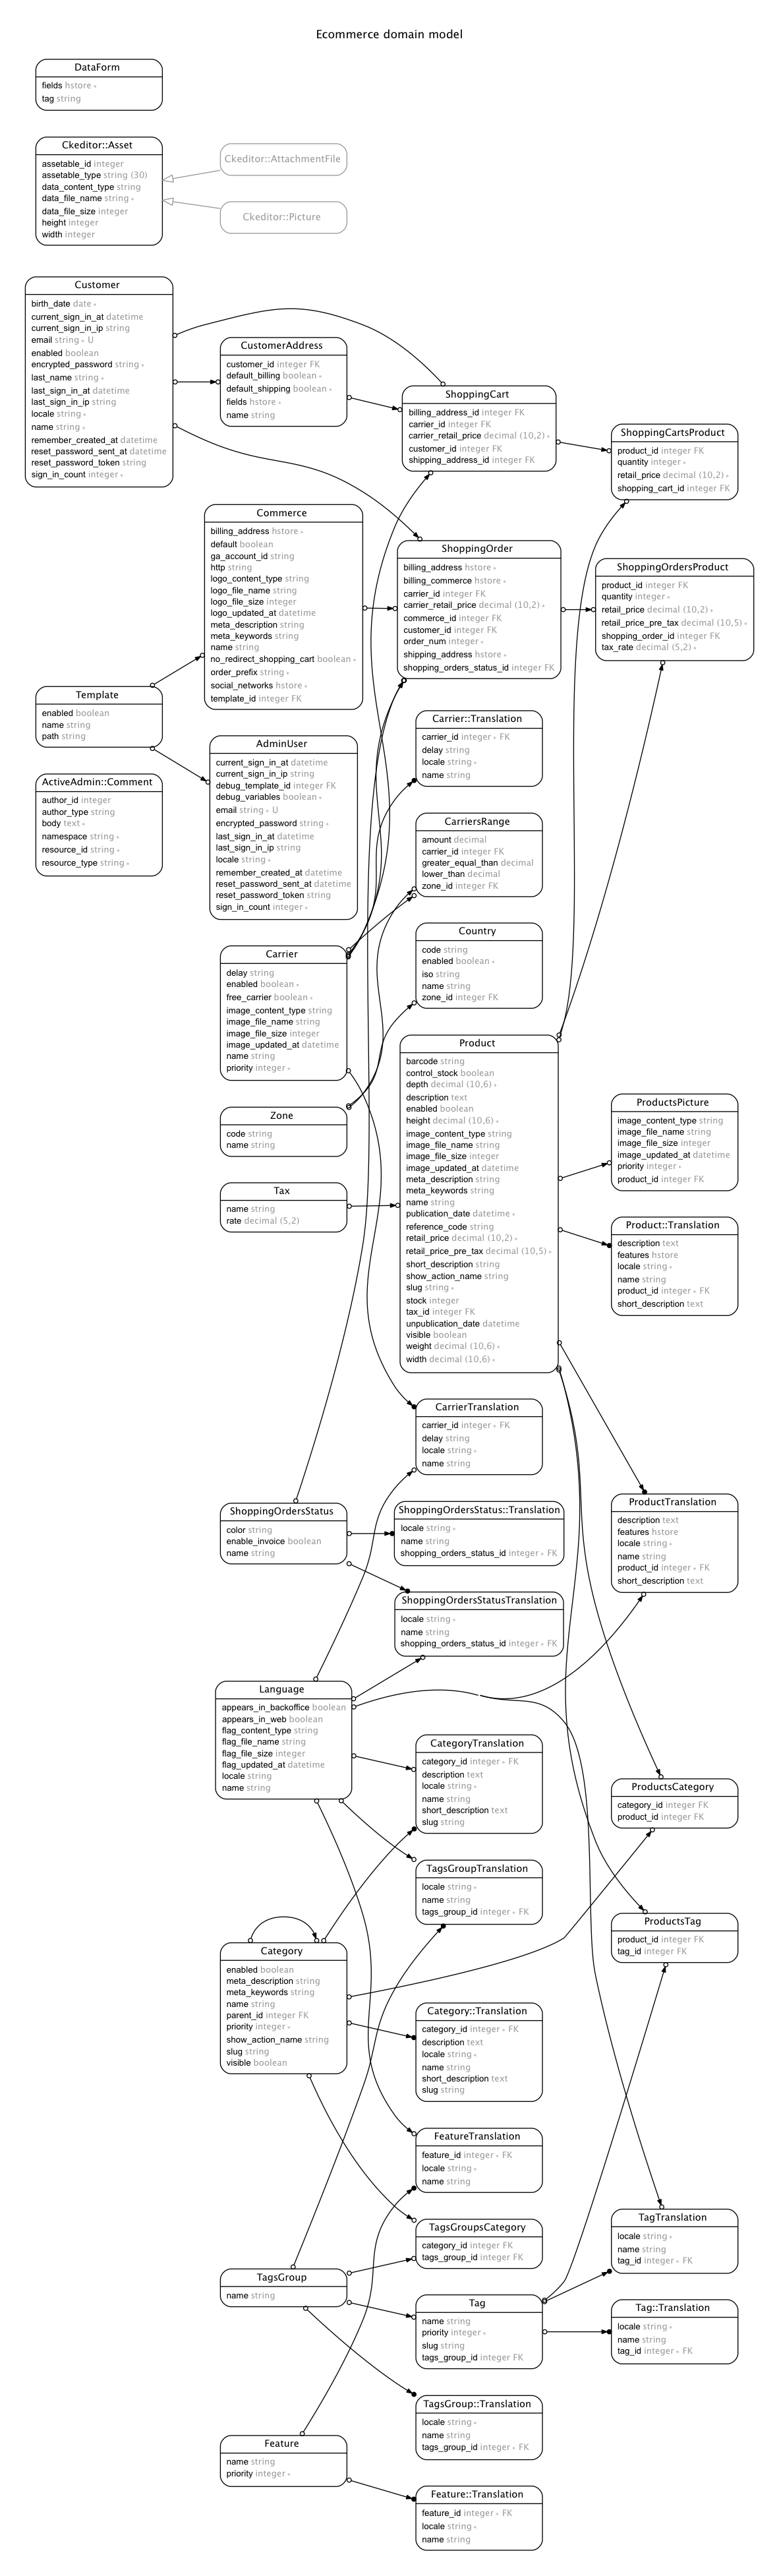 Ecommerce domain model
DataForm
fields hstore *
tag string
Ckeditor::Asset
assetable_id integer
assetable_type string (30)
data_content_type string
data_file_name string *
data_file_size integer
height integer
width integer
Ckeditor::AttachmentFile
Ckeditor::Picture
Customer
birth_date date *
current_sign_in_at datetime
current_sign_in_ip string
email string * U
enabled boolean
encrypted_password string *
last_name string *
last_sign_in_at datetime
last_sign_in_ip string
locale string *
name string *
remember_created_at datetime
reset_password_sent_at datetime
reset_password_token string
sign_in_count integer *
CustomerAddress
customer_id integer FK
default_billing boolean *
default_shipping boolean *
fields hstore *
name string
ShoppingCart
billing_address_id integer FK
carrier_id integer FK
carrier_retail_price decimal (10,2) *
customer_id integer FK
shipping_address_id integer FK
ShoppingCartsProduct
product_id integer FK
quantity integer *
retail_price decimal (10,2) *
shopping_cart_id integer FK
Commerce
billing_address hstore *
default boolean
ga_account_id string
http string
logo_content_type string
logo_file_name string
logo_file_size integer
logo_updated_at datetime
meta_description string
meta_keywords string
name string
no_redirect_shopping_cart boolean *
order_prefix string *
social_networks hstore *
template_id integer FK
ShoppingOrder
billing_address hstore *
billing_commerce hstore *
carrier_id integer FK
carrier_retail_price decimal (10,2) *
commerce_id integer FK
customer_id integer FK
order_num integer *
shipping_address hstore *
shopping_orders_status_id integer FK
ShoppingOrdersProduct
product_id integer FK
quantity integer *
retail_price decimal (10,2) *
retail_price_pre_tax decimal (10,5) *
shopping_order_id integer FK
tax_rate decimal (5,2) *
Template
enabled boolean
name string
path string
AdminUser
current_sign_in_at datetime
current_sign_in_ip string
debug_template_id integer FK
debug_variables boolean *
email string * U
encrypted_password string *
last_sign_in_at datetime
last_sign_in_ip string
locale string *
remember_created_at datetime
reset_password_sent_at datetime
reset_password_token string
sign_in_count integer *
ActiveAdmin::Comment
author_id integer
author_type string
body text *
namespace string *
resource_id string *
resource_type string *
Carrier::Translation
carrier_id integer * FK
delay string
locale string *
name string
CarriersRange
amount decimal
carrier_id integer FK
greater_equal_than decimal
lower_than decimal
zone_id integer FK
Country
code string
enabled boolean *
iso string
name string
zone_id integer FK
Carrier
delay string
enabled boolean *
free_carrier boolean *
image_content_type string
image_file_name string
image_file_size integer
image_updated_at datetime
name string
priority integer *
Zone
code string
name string
Tax
name string
rate decimal (5,2)
Product
barcode string
control_stock boolean
depth decimal (10,6) *
description text
enabled boolean
height decimal (10,6) *
image_content_type string
image_file_name string
image_file_size integer
image_updated_at datetime
meta_description string
meta_keywords string
name string
publication_date datetime *
reference_code string
retail_price decimal (10,2) *
retail_price_pre_tax decimal (10,5) *
short_description string
show_action_name string
slug string *
stock integer
tax_id integer FK
unpublication_date datetime
visible boolean
weight decimal (10,6) *
width decimal (10,6) *
ProductsPicture
image_content_type string
image_file_name string
image_file_size integer
image_updated_at datetime
priority integer *
product_id integer FK
Product::Translation
description text
features hstore
locale string *
name string
product_id integer * FK
short_description text
CarrierTranslation
carrier_id integer * FK
delay string
locale string *
name string
ShoppingOrdersStatus
color string
enable_invoice boolean
name string
ShoppingOrdersStatus::Translation
locale string *
name string
shopping_orders_status_id integer * FK
ProductTranslation
description text
features hstore
locale string *
name string
product_id integer * FK
short_description text
ShoppingOrdersStatusTranslation
locale string *
name string
shopping_orders_status_id integer * FK
Language
appears_in_backoffice boolean
appears_in_web boolean
flag_content_type string
flag_file_name string
flag_file_size integer
flag_updated_at datetime
locale string
name string
CategoryTranslation
category_id integer * FK
description text
locale string *
name string
short_description text
slug string
ProductsCategory
category_id integer FK
product_id integer FK
TagsGroupTranslation
locale string *
name string
tags_group_id integer * FK
ProductsTag
product_id integer FK
tag_id integer FK
Category
enabled boolean
meta_description string
meta_keywords string
name string
parent_id integer FK
priority integer *
show_action_name string
slug string
visible boolean
Category::Translation
category_id integer * FK
description text
locale string *
name string
short_description text
slug string
FeatureTranslation
feature_id integer * FK
locale string *
name string
TagsGroupsCategory
category_id integer FK
tags_group_id integer FK
TagTranslation
locale string *
name string
tag_id integer * FK
TagsGroup
name string
Tag
name string
priority integer *
slug string
tags_group_id integer FK
Tag::Translation
locale string *
name string
tag_id integer * FK
TagsGroup::Translation
locale string *
name string
tags_group_id integer * FK
Feature
name string
priority integer *
Feature::Translation
feature_id integer * FK
locale string *
name string